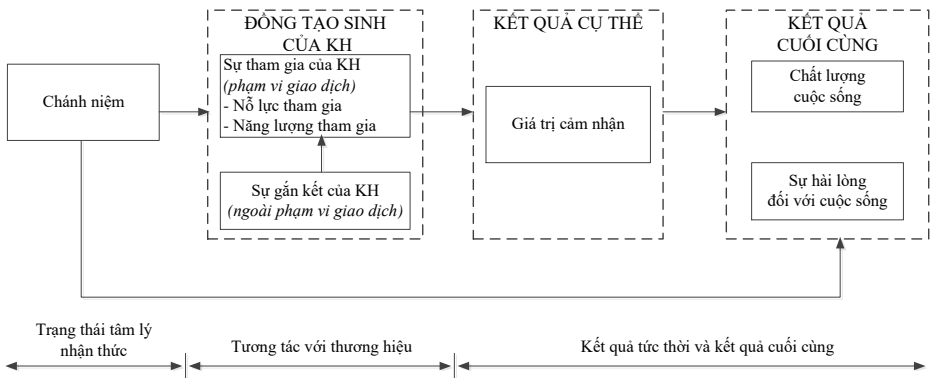 ĐỒNG TẠO SINH
CỦA KH
KẾT QUẢ CỤ THỂ
KẾT QUẢ
CUỐI CÙNG
Chánh niệm
Sự tham gia của KH
(phạm vi giao dịch)
- Nỗ lực tham gia
- Năng lượng tham gia
Sự gắn kết của KH
(ngoài phạm vi giao dịch)
Giá trị cảm nhận
Chất lượng
cuộc sống
Sự hài lòng
đối với cuộc sống
Trạng thái tâm lý
nhận thức
Tương tác với thương hiệu
Kết quả tức thời và kết quả cuối cùng